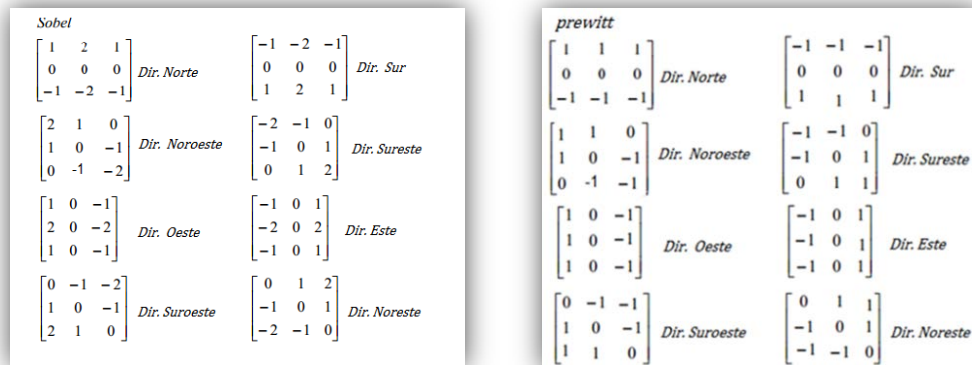 Sobel
1 2 1
0 0 0
-1 -2 -1
Dir. Norte
-1 -2 -1
0 0 0
1 2 1
Dir. Sur
2 1 0
1 0 -1
0 -1 -2
Dir. Noroeste
-2 -1 0
-1 0 1
0 1 2
Dir. Sureste
1 0 -1
2 0 -2
1 0 -1
Dir. Oeste
-1 0 1
-2 0 2
-1 0 1
Dir. Este
0 -1 -2
1 0 -1
2 1 0
Dir. Suroeste
0 1 2
-1 0 1
-2 -1 0
Dir. Noreste
prewitt
1 1 1
0 0 0
-1 -1 -1
Dir. Norte
-1 -1 -1
0 0 0
1 1 1
Dir. Sur
1 1 0
1 0 -1
0 -1 -1
Dir. Noroeste
-1 -1 0
-1 0 1
0 1 1
Dir. Sureste
1 0 -1
1 0 -1
1 0 -1
Dir. Oeste
-1 0 1
-1 0 1
-1 0 1
Dir. Este
0 -1 -1
1 0 -1
1 1 0
Dir. Suroeste
0 1 1
-1 0 1
-1 -1 0
Dir. Noreste